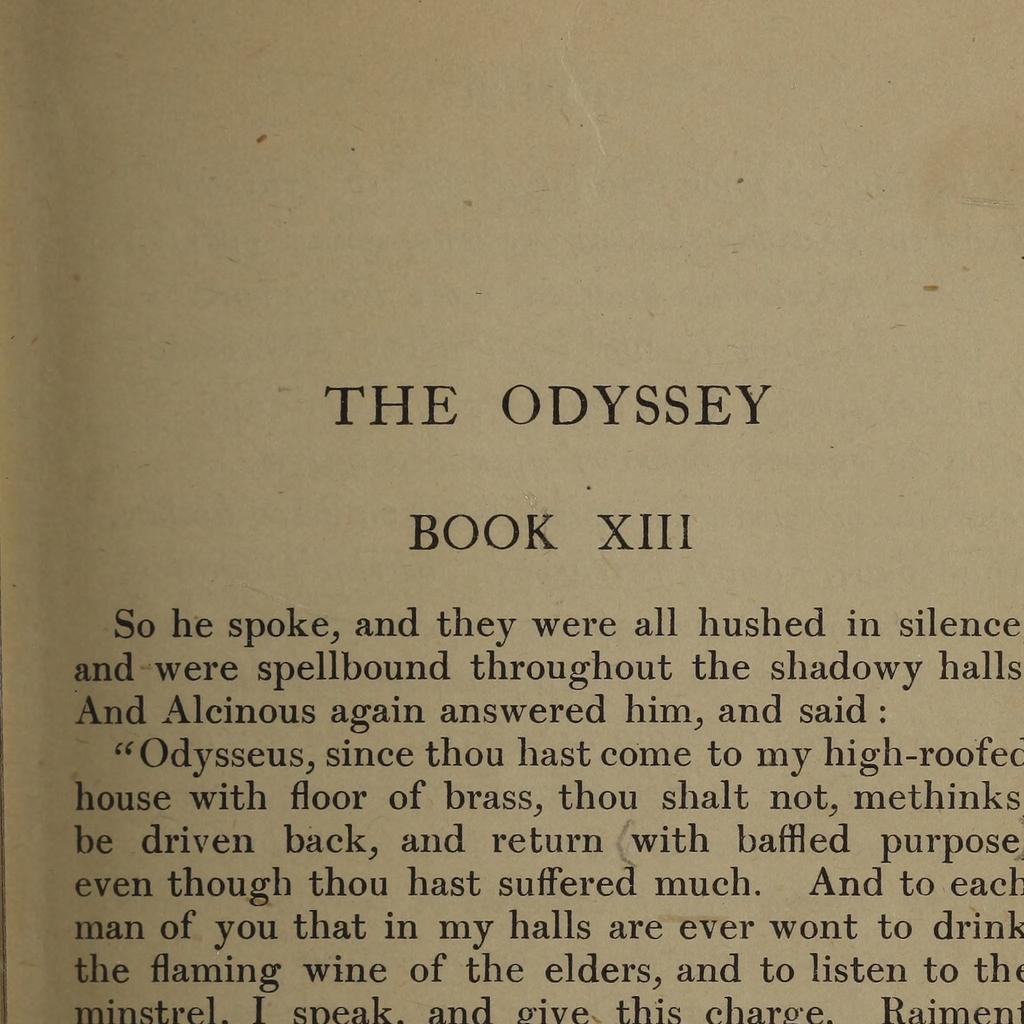 THE ODYSSEY
BOOK XIII
So he spoke, and they were all hushed in silence
and were spellbound throughout the shadowy halls
And Alcinous again answered him, and said :
“Odysseus, since thou hast come to my high-roofed
house with floor of brass, thou shalt not, methinks,
be driven back, and return with baffled purpose,
even though thou hast suffered much. And to each
man of you that in my halls are ever wont to drink
the flaming wine of the elders, and to listen to the
minstrel, I speak, and give this charge. Raiment